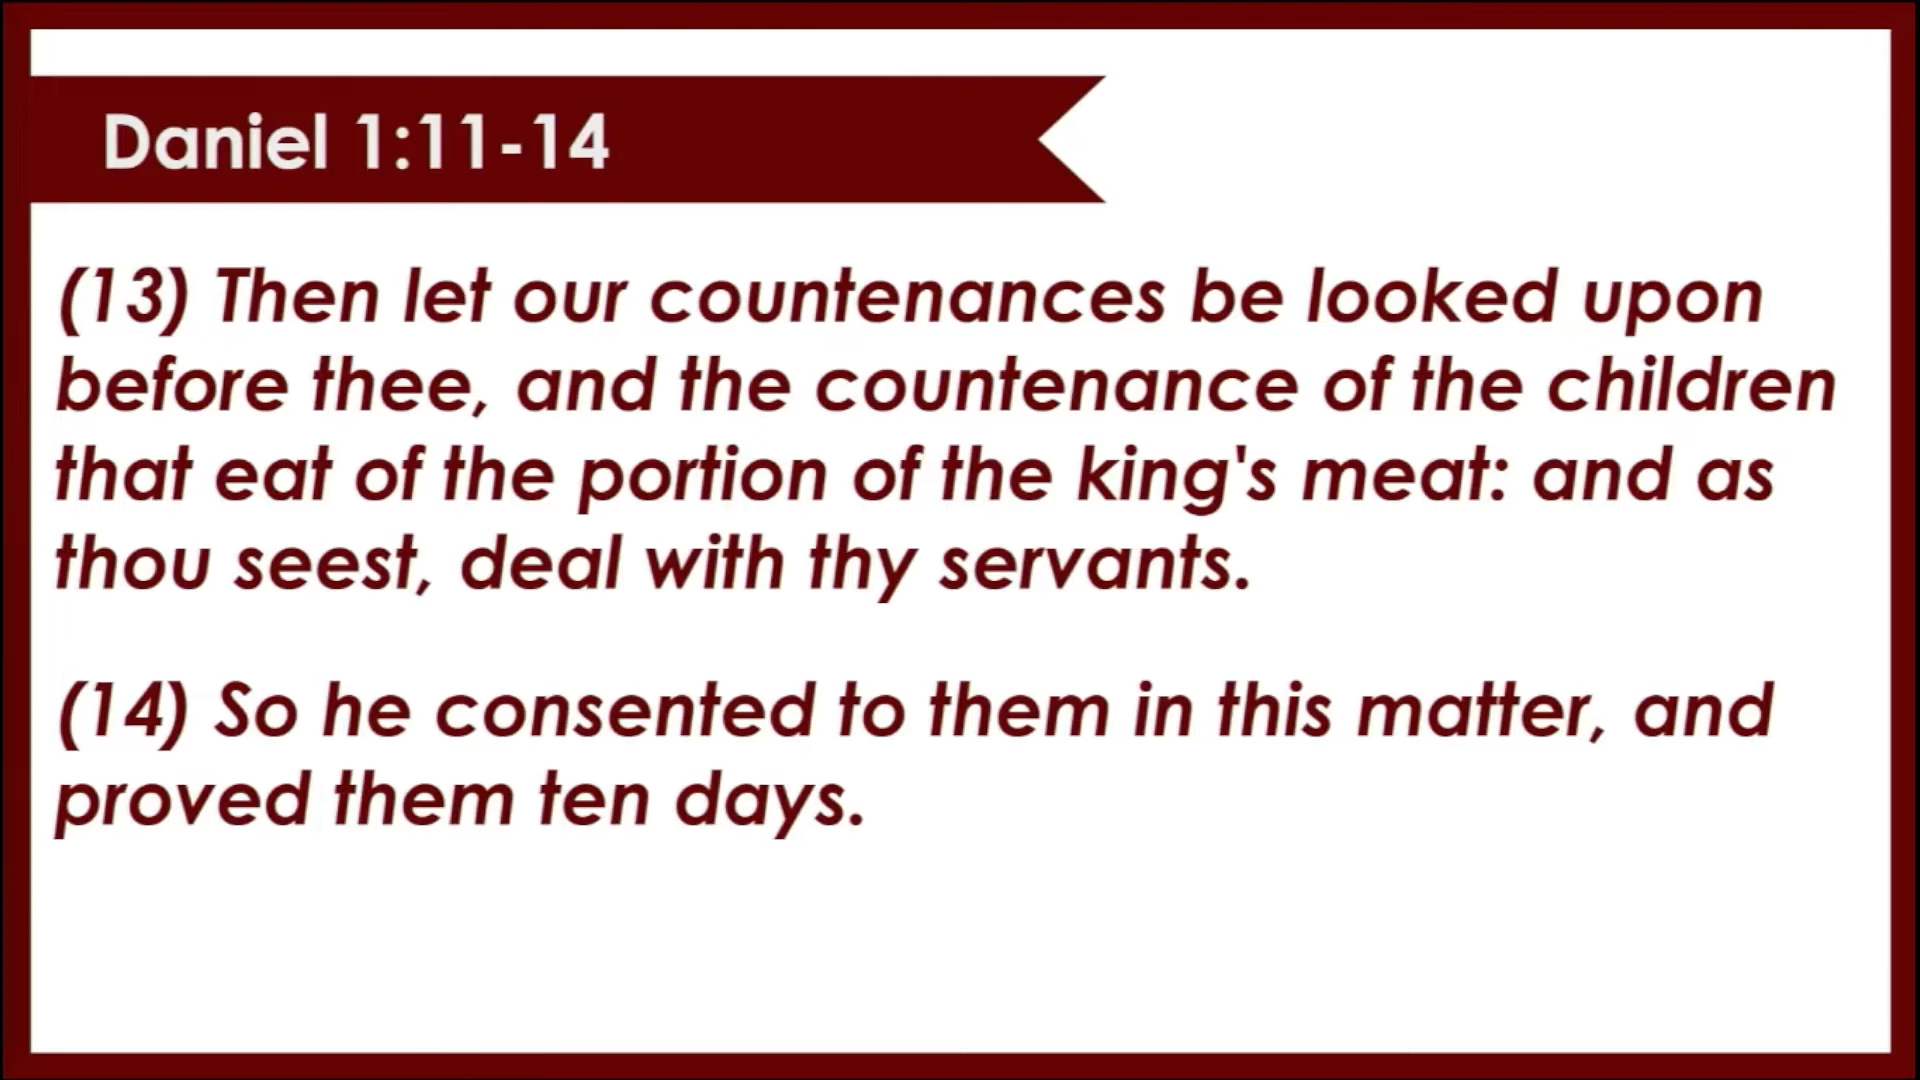 Daniel 1:11-14
(13) Then let our countenances be looked upon
before thee, and the countenance of the children
that eat of the portion of the king's meat: and as
thou seest, deal with thy servants.
(14) So he consented to them in this matter, and
proved them ten days.